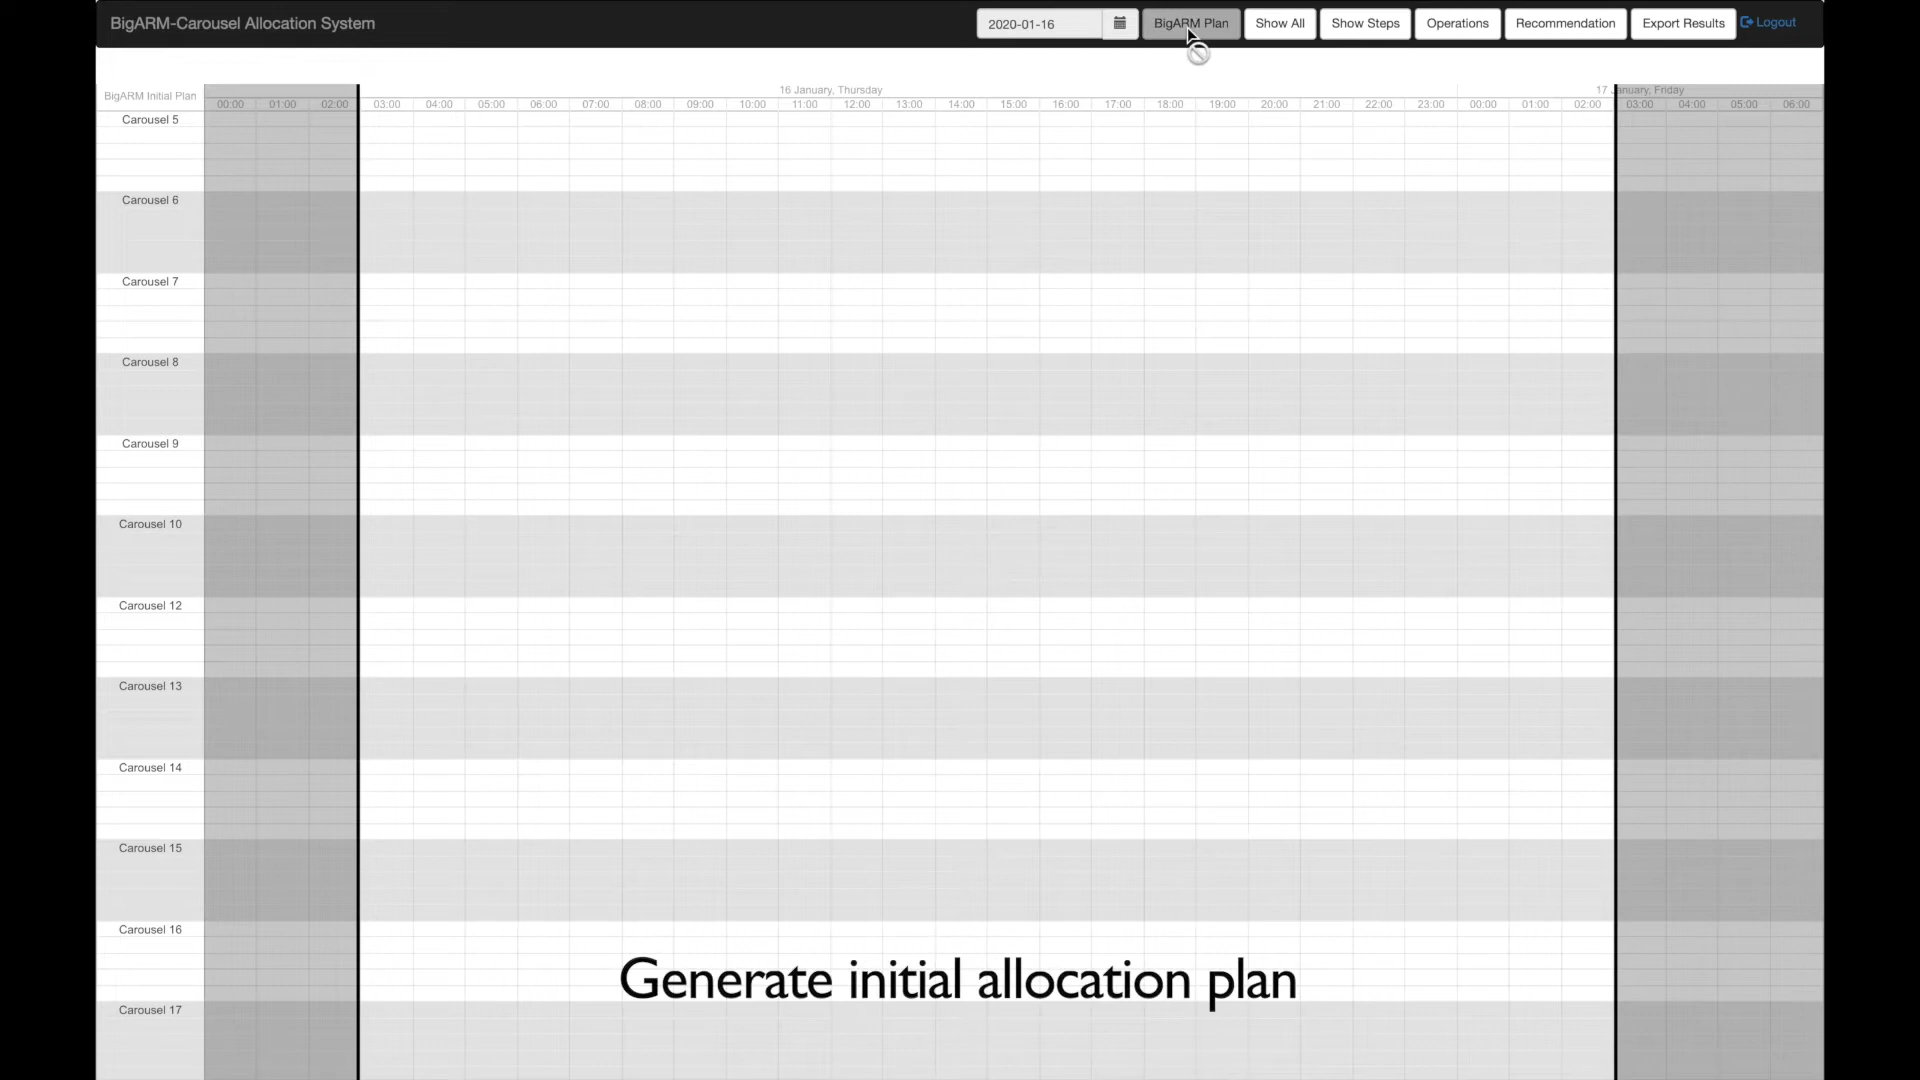 BigARM-Carousel Allocation System
2020-01-16
BigARM Plan
Show All
Show Steps
Operations
Recommendation
Export Results
Logout
BigARM Initial Plan
16 January, Thursday
17 January, Friday
00:00 01:00 02:00 03:00 04:00 05:00 06:00 07:00 08:00 09:00 10:00 11:00 12:00 13:00 14:00 15:00 16:00 17:00 18:00 19:00 20:00 21:00 22:00 23:00 00:00 01:00 02:00 03:00 04:00 05:00 06:00
Carousel 5
Carousel 6
Carousel 7
Carousel 8
Carousel 9
Carousel 10
Carousel 12
Carousel 13
Carousel 14
Carousel 15
Carousel 16
Generate initial allocation plan
Carousel 17